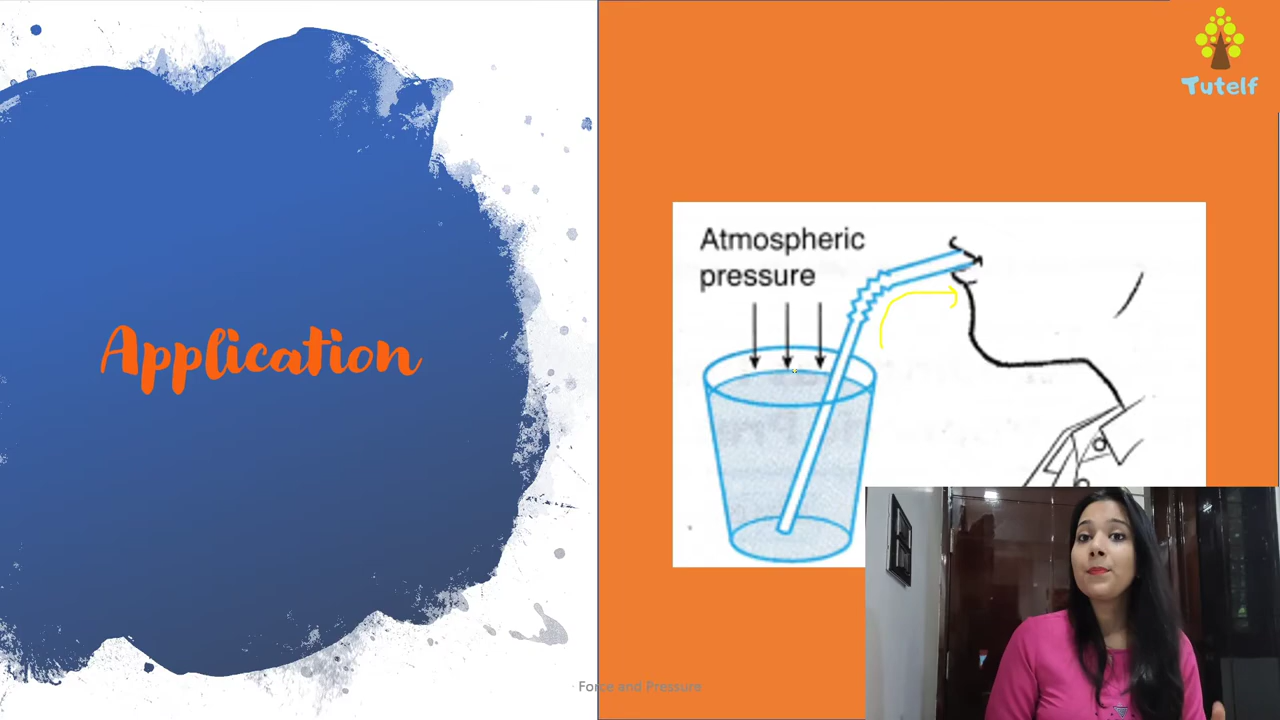 Application
Tutelf
Atmospheric
pressure
Force and Pressure